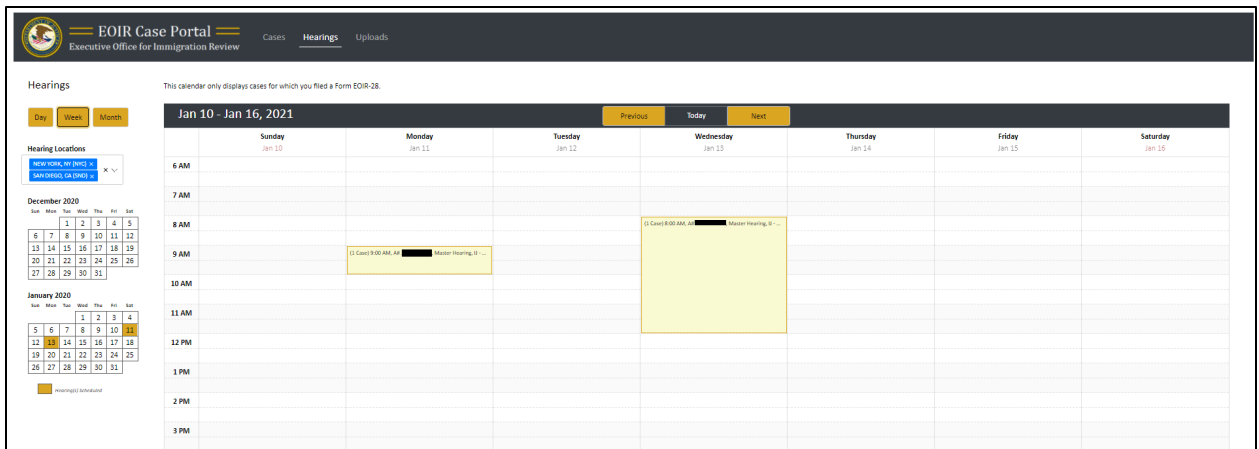 EOIR Case Portal
Executive Office for Immigration Review
Cases Hearings Uploads
Hearings
This calendar only displays cases for which you filed a Form EOIR-28.
Day Week Month
Hearing Locations
NEW YORK, NY (NYC) ×
SAN DIEGO, CA (SND) ×
×
December 2020
Sun Mon Tue Wed Thu Fri Sat
1 2 3 4 5
6 7 8 9 10 11 12
13 14 15 16 17 18 19
20 21 22 23 24 25 26
27 28 29 30 31
January 2020
Sun Mon Tue Wed Thu Fri Sat
1 2 3 4
5 6 7 8 9 10 11
12 13 14 15 16 17 18
19 20 21 22 23 24 25
26 27 28 29 30 31
Hearing(s) Scheduled
Jan 10 - Jan 16, 2021
Previous Today Next
Sunday Monday Tuesday Wednesday Thursday Friday Saturday
Jan 10 Jan 11 Jan 12 Jan 13 Jan 14 Jan 15 Jan 16
6 AM
7 AM
8 AM
(1 Case) 8:00 AM, A# , Master Hearing, IJ - ...
9 AM
(1 Case) 9:00 AM, A# , Master Hearing, IJ - ...
10 AM
11 AM
12 PM
1 PM
2 PM
3 PM